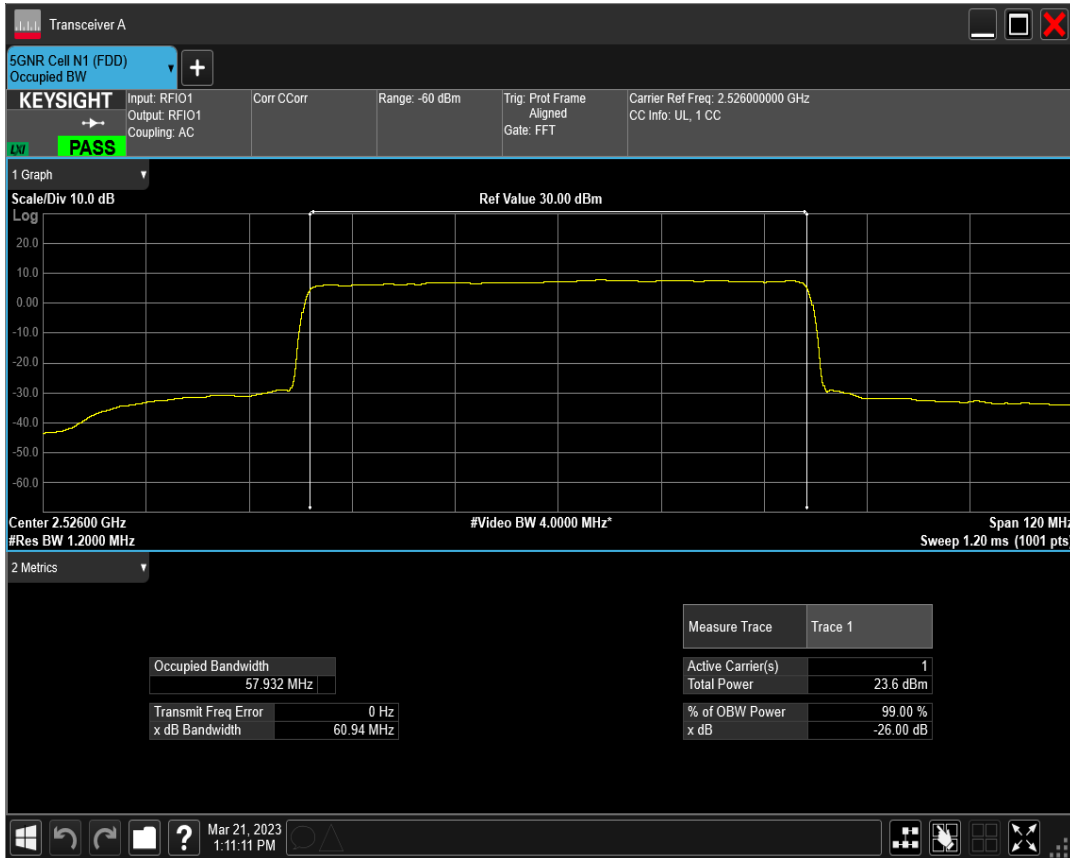 Transceiver A
5GNR Cell N1 (FDD)
Occupied BW
KEYSIGHT
LXI
PASS
Input: RFIO1
Output: RFIO1
Coupling: AC
Corr CCorr
Range: -60 dBm
Trig: Prot Frame
Aligned
Gate: FFT
Carrier Ref Freq: 2.526000000 GHz
CC Info: UL, 1 CC
1 Graph
Scale/Div 10.0 dB
Ref Value 30.00 dBm
Log
20.0
10.0
0.00
-10.0
-20.0
-30.0
-40.0
-50.0
-60.0
Center 2.52600 GHz
#Video BW 4.0000 MHz*
Span 120 MHz
#Res BW 1.2000 MHz
Sweep 1.20 ms (1001 pts)
2 Metrics
Measure Trace
Trace 1
Occupied Bandwidth
57.932 MHz
Active Carrier(s)
1
Total Power
23.6 dBm
Transmit Freq Error
0 Hz
x dB Bandwidth
60.94 MHz
% of OBW Power
99.00 %
x dB
-26.00 dB
Mar 21, 2023
1:11:11 PM